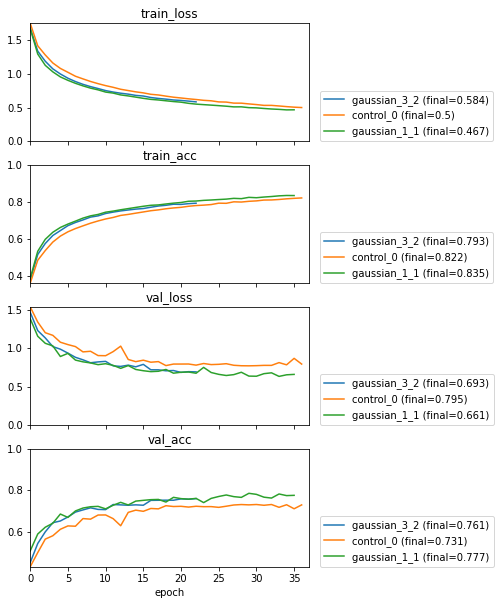 train_loss
1.5
1.0
0.5
0.0
gaussian_3_2 (final=0.584)
control_0 (final=0.5)
gaussian_1_1 (final=0.467)
train_acc
1.0
0.8
0.6
0.4
gaussian_3_2 (final=0.793)
control_0 (final=0.822)
gaussian_1_1 (final=0.835)
val_loss
1.5
1.0
0.5
0.0
gaussian_3_2 (final=0.693)
control_0 (final=0.795)
gaussian_1_1 (final=0.661)
val_acc
1.0
0.8
0.6
gaussian_3_2 (final=0.761)
control_0 (final=0.731)
gaussian_1_1 (final=0.777)
0 5 10 15 20 25 30 35
epoch